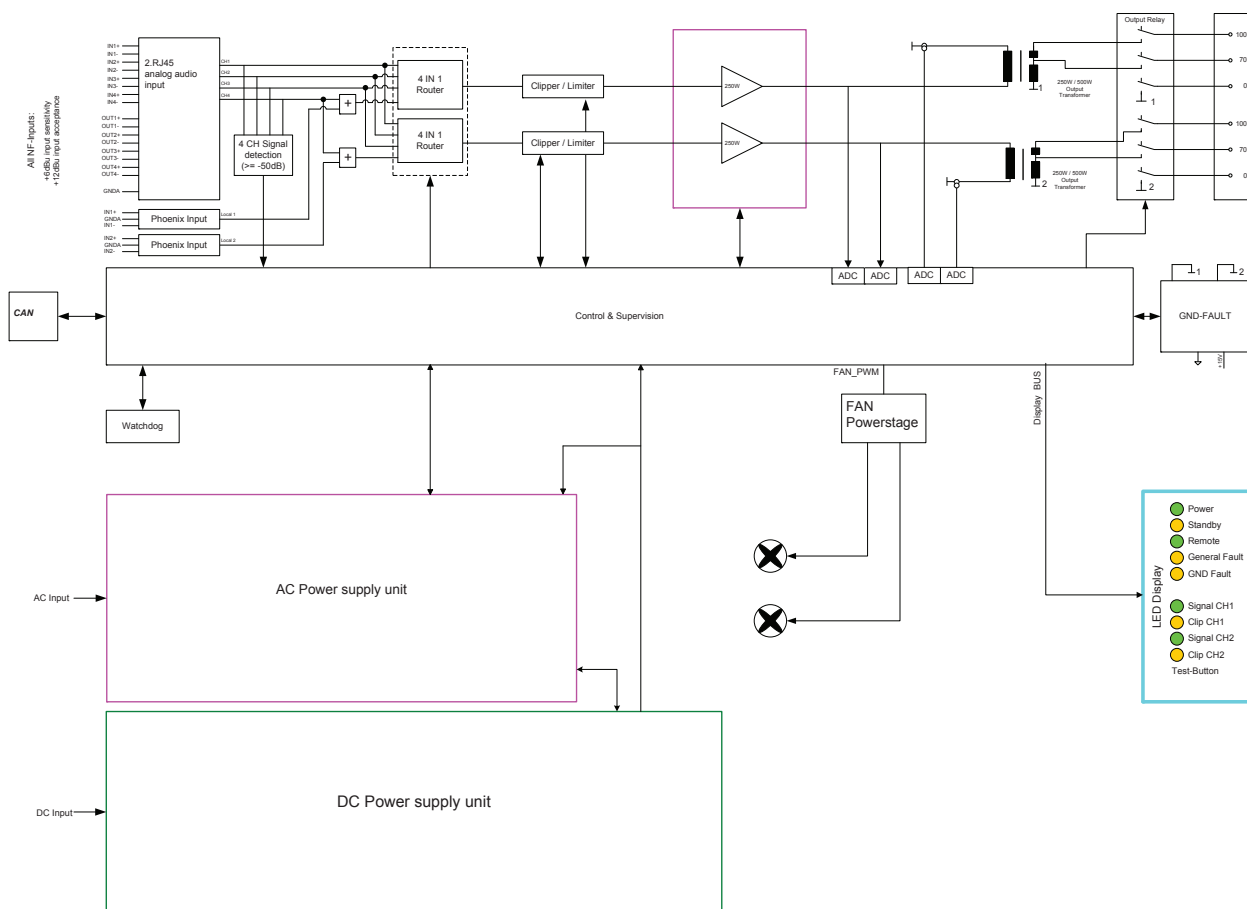 All NF-Inputs:
+6dBu input sensitivity
+12dBu input acceptance
IN1+
IN1-
IN2+
IN2-
IN3+
IN3-
IN4+
IN4-
OUT1+
OUT1-
OUT2+
OUT2-
OUT3+
OUT3-
OUT4+
OUT4-
GNDA
2.RJ45
analog audio
input
CH1
CH2
CH3
CH4
4 CH Signal
detection
(>= -50dB)
+
+
4 IN 1
Router
4 IN 1
Router
Clipper / Limiter
Clipper / Limiter
250W
250W
1
250W / 500W
Output
Transformer
2
250W / 500W
Output
Transformer
Output Relay
1
2
100
70
0
100
70
0
IN1+
GNDA
IN1-
Phoenix Input
Local 1
IN2+
GNDA
IN2-
Phoenix Input
Local 2
ADC
ADC
ADC
ADC
CAN
Control & Supervision
1
2
GND-FAULT
+15V
Watchdog
FAN_PWM
FAN
Powerstage
Display BUS
AC Input
AC Power supply unit
DC Input
DC Power supply unit
LED Display
Power
Standby
Remote
General Fault
GND Fault
Signal CH1
Clip CH1
Signal CH2
Clip CH2
Test-Button